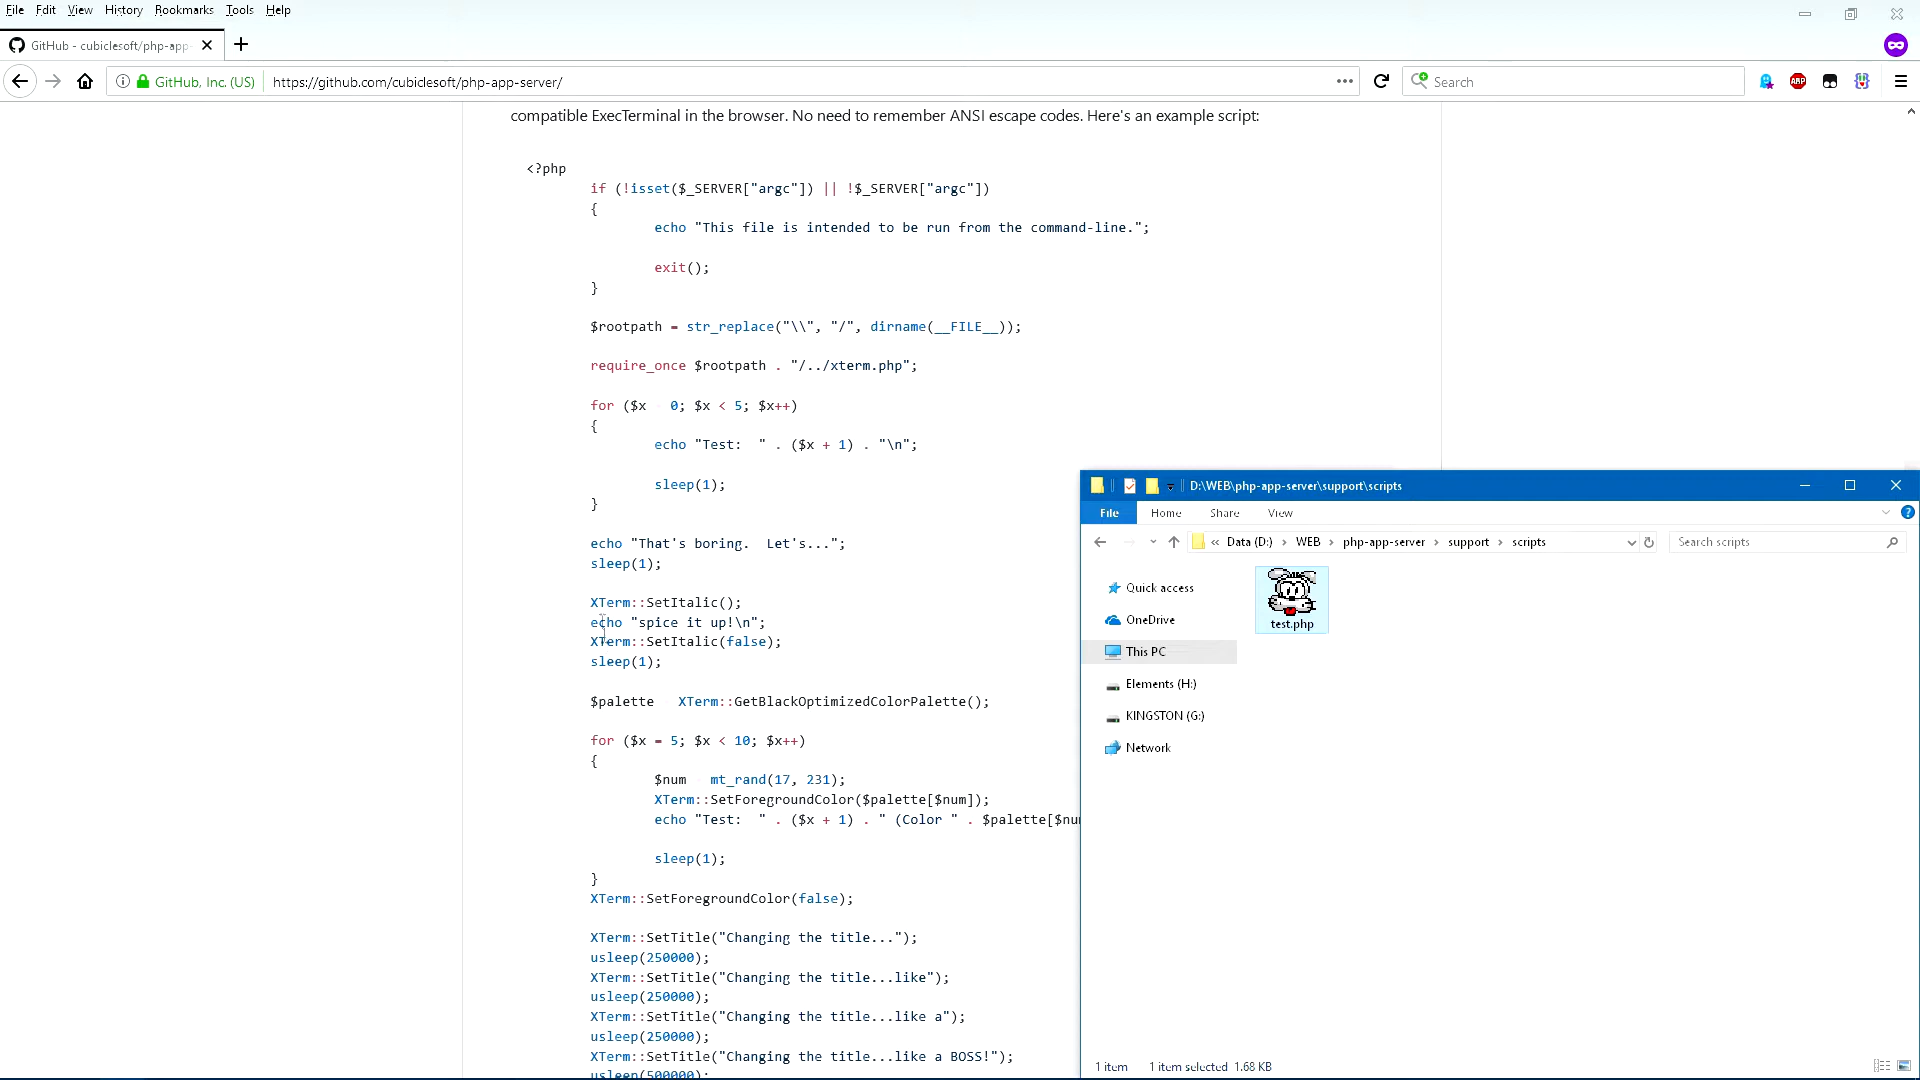 File Edit View History Bookmarks Tools Help
GitHub - cubiclesoft/php-app
GitHub, Inc. (US) https://github.com/cubiclesoft/php-app-server/ Search
ABP
compatible ExecTerminal in the browser. No need to remember ANSI escape codes. Here's an example script:
<?php
if (!isset($_SERVER["argc"]) || !$_SERVER["argc"])
{
echo "This file is intended to be run from the command-line.";
exit();
}
$rootpath = str_replace("\\", "/", dirname(__FILE__));
require_once $rootpath . "/../xterm.php";
for ($x 0; $x < 5; $x++)
{
echo "Test:  " . ($x + 1) . "\n";
sleep(1);
}
echo "That's boring.  Let's...";
sleep(1);
XTerm::SetItalic();
echo "spice it up!\n";
XTerm::SetItalic(false);
sleep(1);
$palette XTerm::GetBlackOptimizedColorPalette();
for ($x = 5; $x < 10; $x++)
{
$num mt_rand(17, 231);
XTerm::SetForegroundColor($palette[$num]);
echo "Test:  " . ($x + 1) . " (Color " . $palette[$nu
sleep(1);
}
XTerm::SetForegroundColor(false);
XTerm::SetTitle("Changing the title...");
usleep(250000);
XTerm::SetTitle("Changing the title...like");
usleep(250000);
XTerm::SetTitle("Changing the title...like a");
usleep(250000);
XTerm::SetTitle("Changing the title...like a BOSS!");
usleep(500000);
D:\WEB\php-app-server\support\scripts
File Home Share View
« Data (D:) WEB php-app-server support scripts Search scripts
Quick access
OneDrive
This PC
Elements (H:)
KINGSTON (G:)
Network
test.php
1 item 1 item selected 1.68 KB